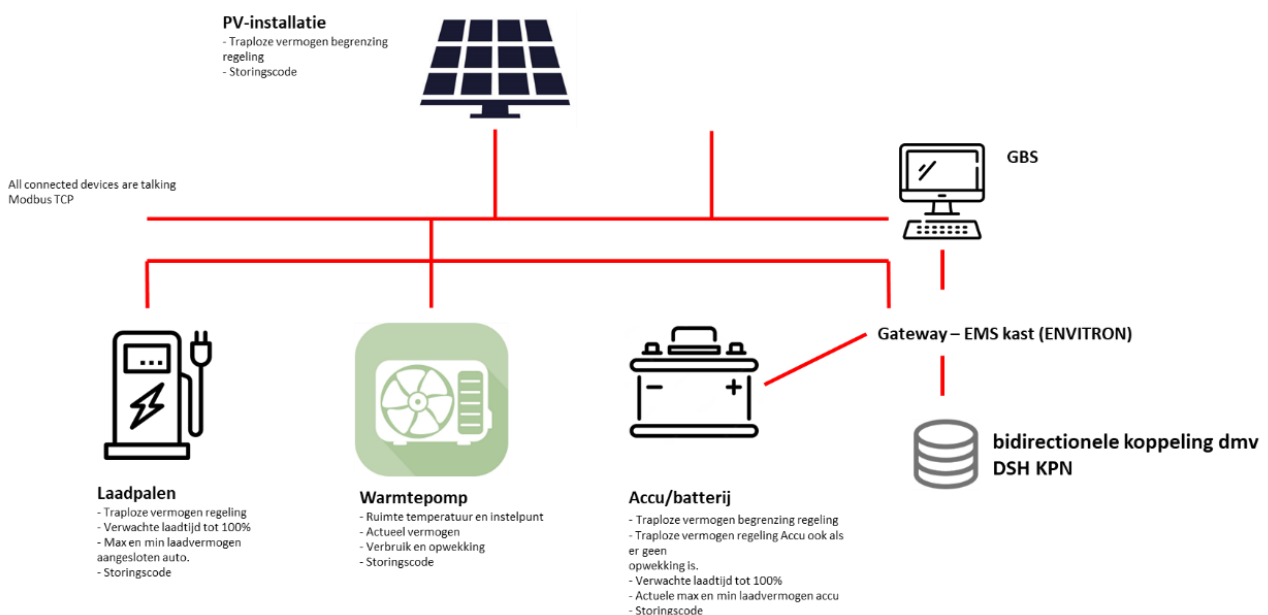 PV-installatie
- Traploze vermogen begrenzing
regeling
- Storingscode
GBS
All connected devices are talking
Modbus TCP
Gateway – EMS kast (ENVITRON)
bidirectionele koppeling dmv
DSH KPN
Laadpalen
- Traploze vermogen regeling
- Verwachte laadtijd tot 100%
- Max en min laadvermogen
aangesloten auto.
- Storingscode
Warmtepomp
- Ruimte temperatuur en instelpunt
- Actueel vermogen
- Verbruik en opwekking
- Storingscode
Accu/batterij
- Traploze vermogen begrenzing regeling
- Traploze vermogen regeling Accu ook als
er geen
opwekking is.
- Verwachte laadtijd tot 100%
- Actuele max en min laadvermogen accu
- Storingscode